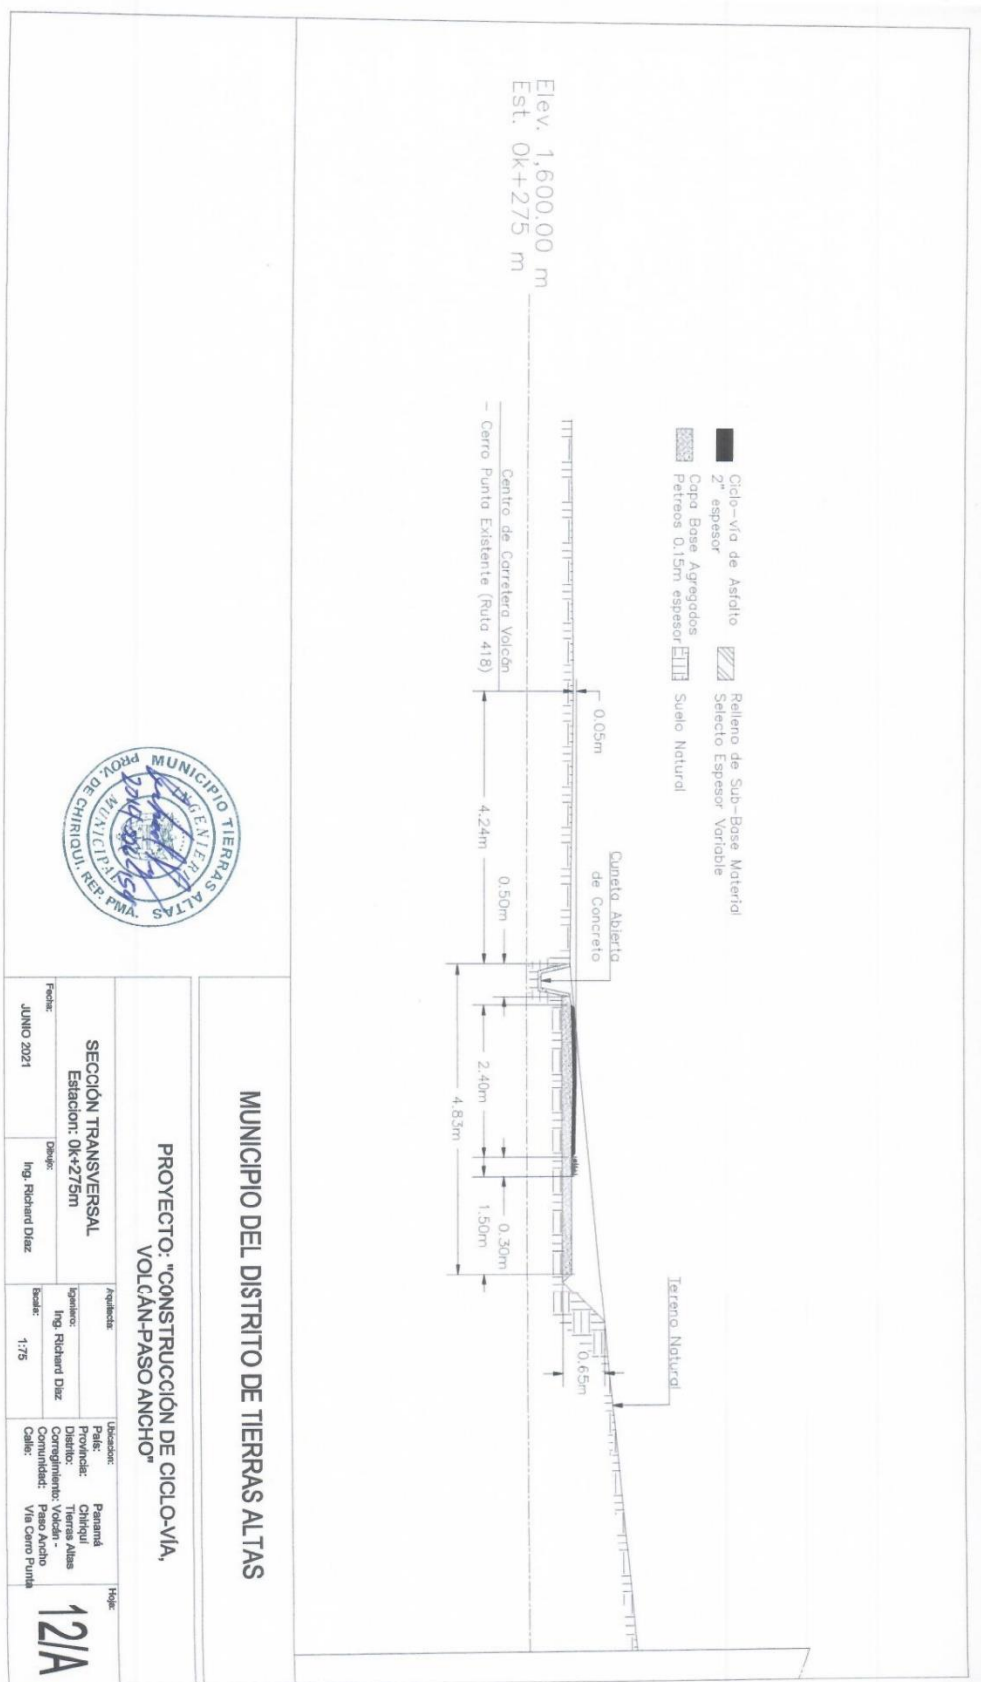 Ciclo-vía de Asfalto
2" espesor
Relleno de Sub-Base Material
Selecto Espesor Variable
Capa Base Agregados
Petreos 0.15m espesor
Suelo Natural
0.05m
Cuneta Abierta
de Concreto
Terreno Natural
0.65m
Elev. 1,600.00 m
Est. 0k+275 m
Centro de Carretera Volcán
- Cerro Punta Existente (Ruta 418)
4.24m
0.50m
2.40m
0.30m
1.50m
4.83m
MUNICIPIO TIERRAS ALTAS
INGENIERIA
MUNICIPAL
PROV. DE CHIRIQUI, REP. PMA.
MUNICIPIO DEL DISTRITO DE TIERRAS ALTAS
PROYECTO: "CONSTRUCCIÓN DE CICLO-VÍA,
VOLCÁN-PASO ANCHO"
SECCIÓN TRANSVERSAL
Estacion: 0k+275m
Fecha:
JUNIO 2021
Dibujo:
Ing. Richard Díaz
Arquitecto:
Ingeniero:
Ing. Richard Díaz
Escala:
1:75
Ubicacion:
País: Panamá
Provincia: Chiriquí
Distrito: Tierras Altas
Corregimiento: Volcán -
Comunidad: Paso Ancho
Calle: Vía Cerro Punta
Hoja:
12/A